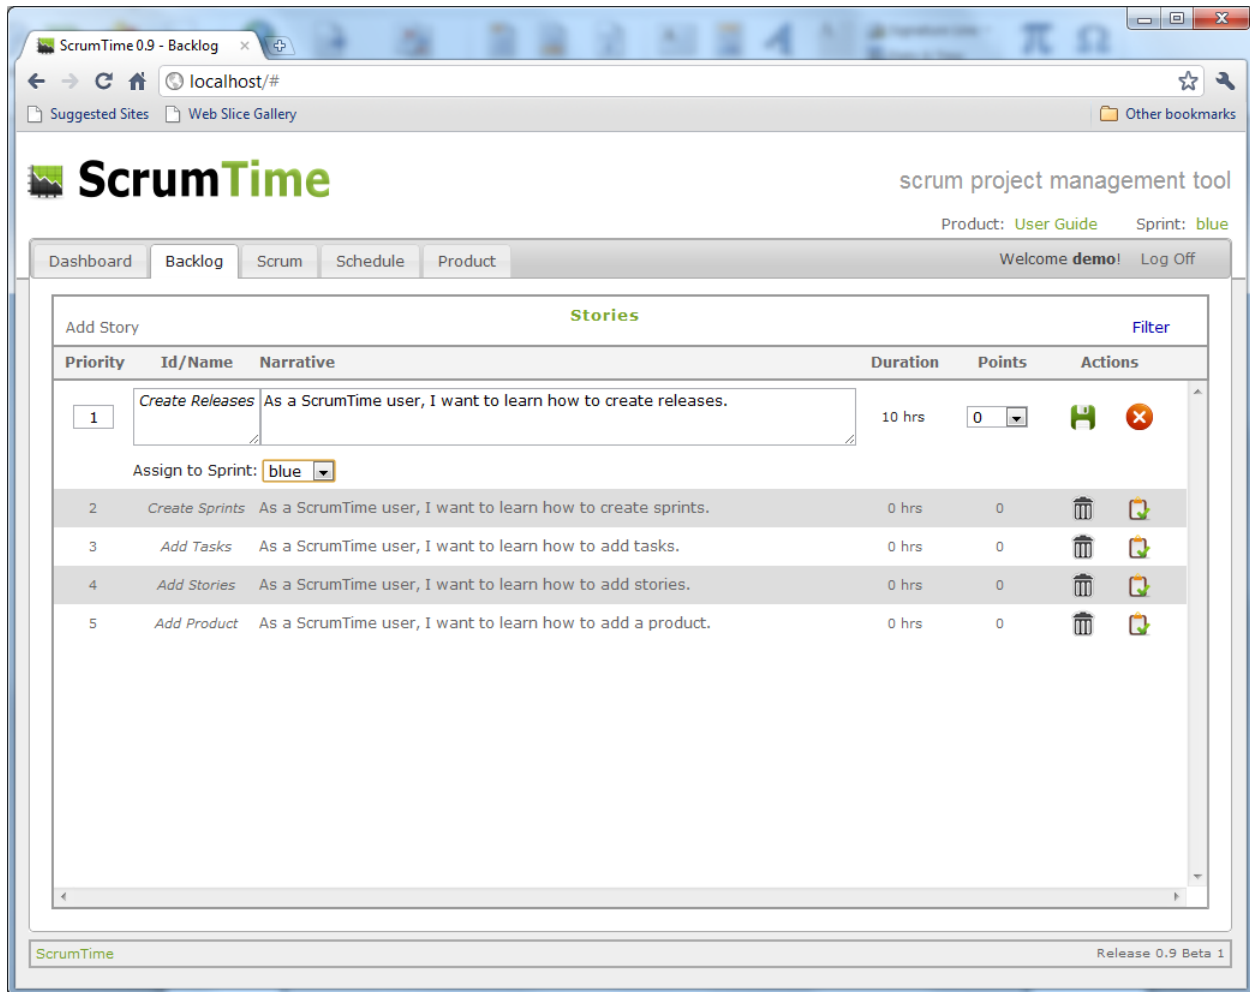 ScrumTime 0.9 - Backlog
localhost/#
Suggested Sites Web Slice Gallery Other bookmarks
ScrumTime
scrum project management tool
Product: User Guide Sprint: blue
Dashboard Backlog Scrum Schedule Product Welcome demo! Log Off
Stories
Add Story Filter
Priority Id/Name Narrative Duration Points Actions
1 Create Releases As a ScrumTime user, I want to learn how to create releases. 10 hrs 0
Assign to Sprint: blue
2 Create Sprints As a ScrumTime user, I want to learn how to create sprints. 0 hrs 0
3 Add Tasks As a ScrumTime user, I want to learn how to add tasks. 0 hrs 0
4 Add Stories As a ScrumTime user, I want to learn how to add stories. 0 hrs 0
5 Add Product As a ScrumTime user, I want to learn how to add a product. 0 hrs 0
ScrumTime Release 0.9 Beta 1